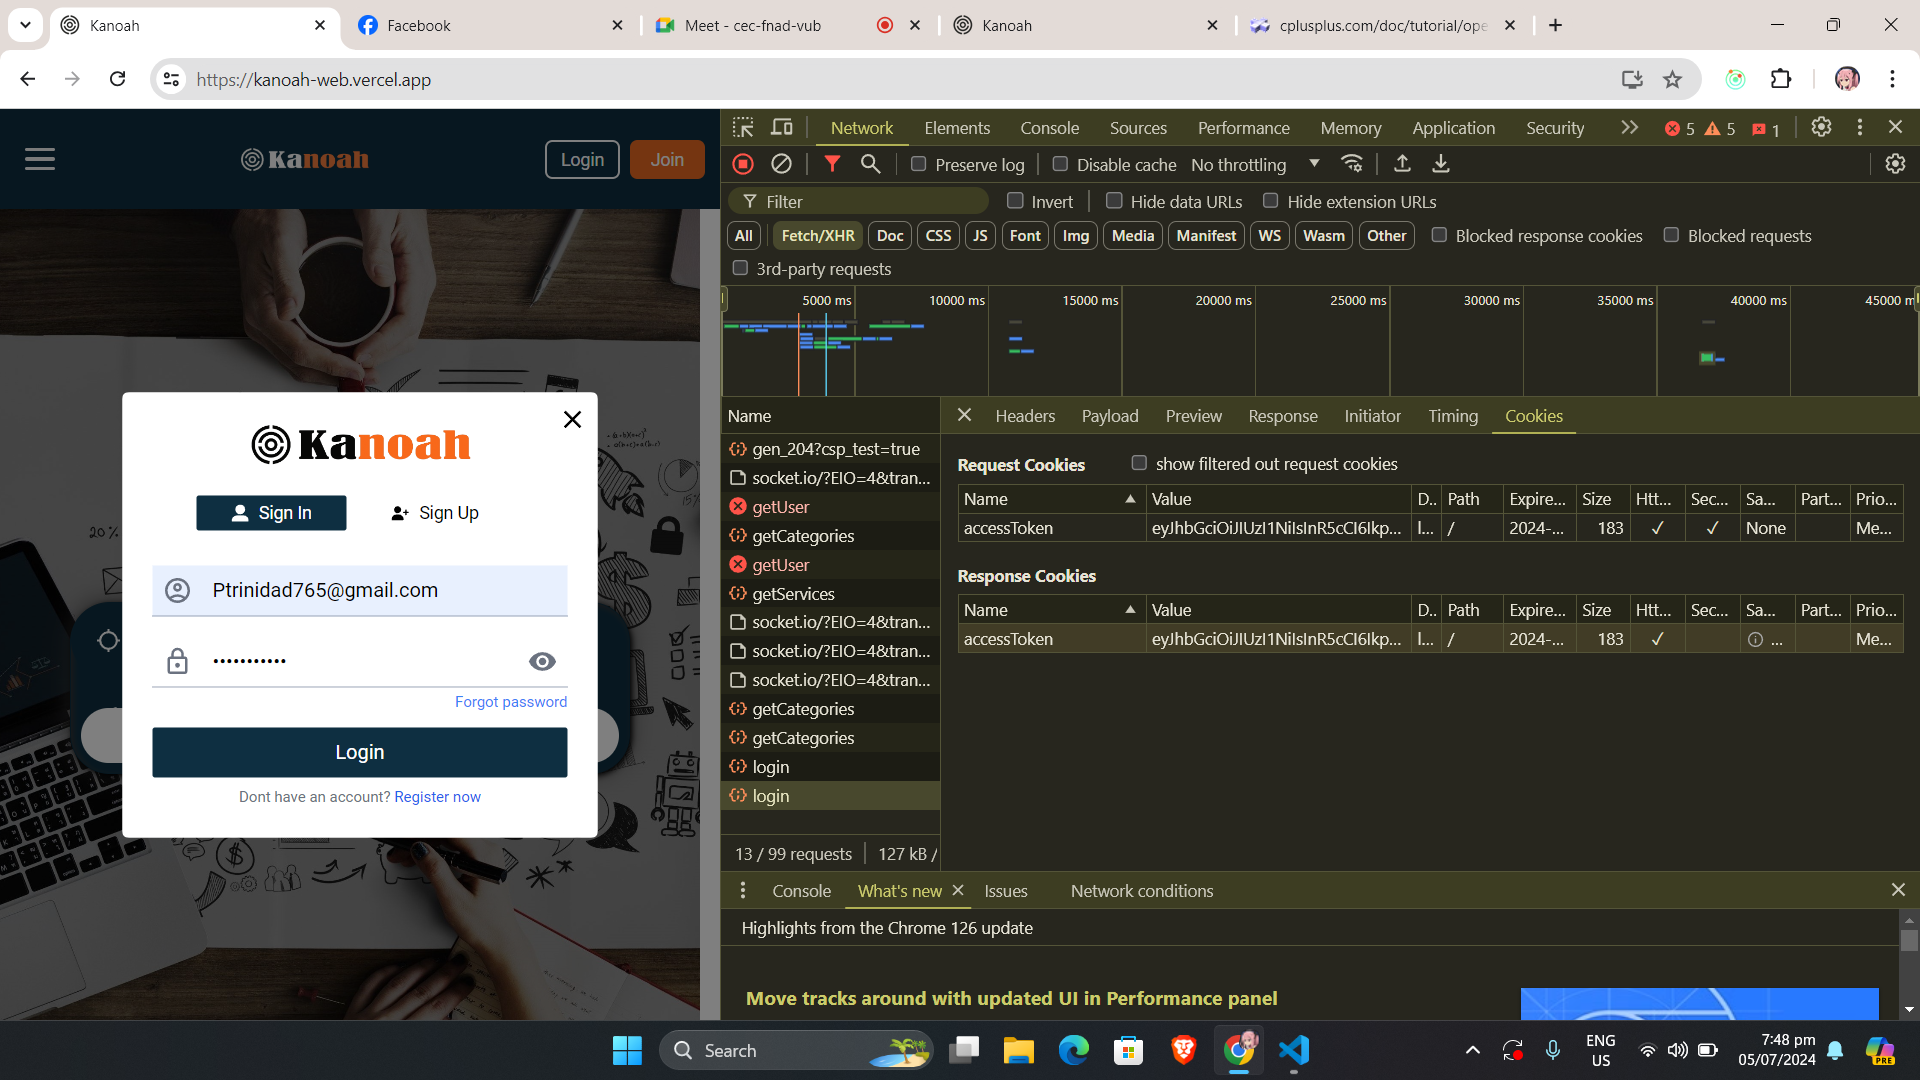 Kanoah
Facebook
Meet - cec-fnad-vub
Kanoah
cplusplus.com/doc/tutorial/ope
https://kanoah-web.vercel.app
Kanoah
Login
Join
Kanoah
Sign In
Sign Up
Ptrinidad765@gmail.com
•••••••••••
Forgot password
Login
Dont have an account? Register now
20%
Network
Elements
Console
Sources
Performance
Memory
Application
Security
5
5
1
Preserve log
Disable cache
No throttling
Filter
Invert
Hide data URLs
Hide extension URLs
All
Fetch/XHR
Doc
CSS
JS
Font
Img
Media
Manifest
WS
Wasm
Other
Blocked response cookies
Blocked requests
3rd-party requests
5000 ms
10000 ms
15000 ms
20000 ms
25000 ms
30000 ms
35000 ms
40000 ms
45000 m
Name
gen_204?csp_test=true
socket.io/?EIO=4&tran...
getUser
getCategories
getUser
getServices
socket.io/?EIO=4&tran...
socket.io/?EIO=4&tran...
socket.io/?EIO=4&tran...
getCategories
getCategories
login
login
13 / 99 requests
127 kB /
Headers
Payload
Preview
Response
Initiator
Timing
Cookies
Request Cookies
show filtered out request cookies
Name Value D.. Path Expire... Size Htt... Sec... Sa... Part... Prio...
accessToken eyJhbGciOiJIUzI1NiIsInR5cCI6Ikp... l... / 2024-... 183 ✓ ✓ None Me...
Response Cookies
Name Value D.. Path Expire... Size Htt... Sec... Sa... Part... Prio...
accessToken eyJhbGciOiJIUzI1NiIsInR5cCI6Ikp... l... / 2024-... 183 ✓ ... Me...
Console
What's new
Issues
Network conditions
Highlights from the Chrome 126 update
Move tracks around with updated UI in Performance panel
Search
ENG
US
7:48 pm
05/07/2024
PRE